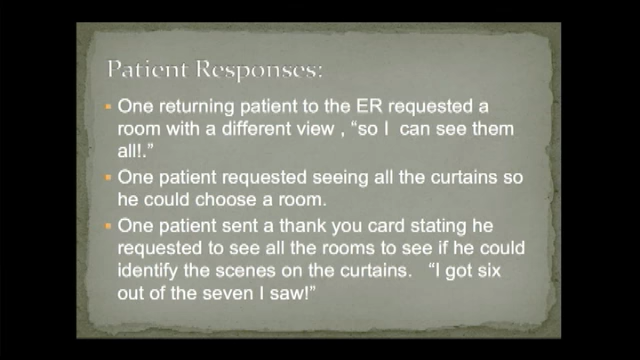 Patient Responses:
One returning patient to the ER requested a
room with a different view , “so I can see them
all!.”
One patient requested seeing all the curtains so
he could choose a room.
One patient sent a thank you card stating he
requested to see all the rooms to see if he could
identify the scenes on the curtains. “I got six
out of the seven I saw!”